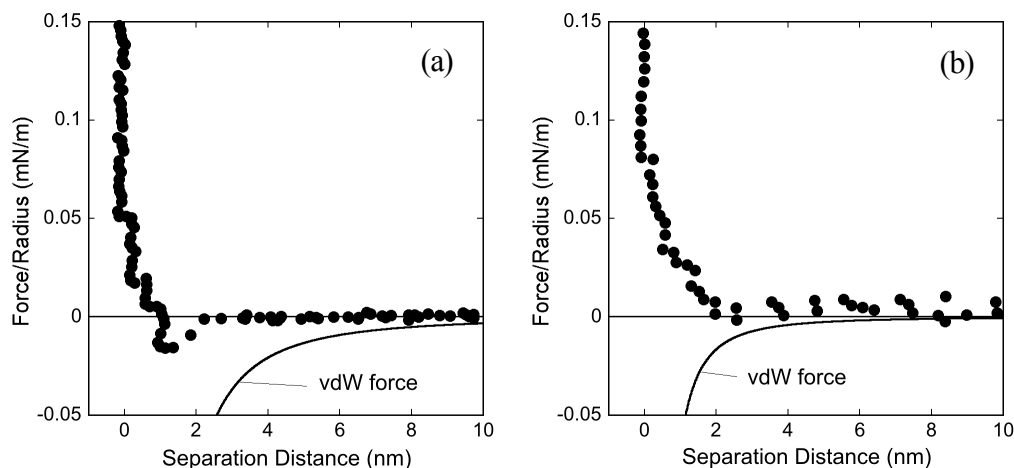 0.15
0.1
0.05
0
-0.05
Force/Radius (mN/m)
(a)
vdW force
0 2 4 6 8 10
Separation Distance (nm)
0.15
0.1
0.05
0
-0.05
Force/Radius (mN/m)
(b)
vdW force
0 2 4 6 8 10
Separation Distance (nm)